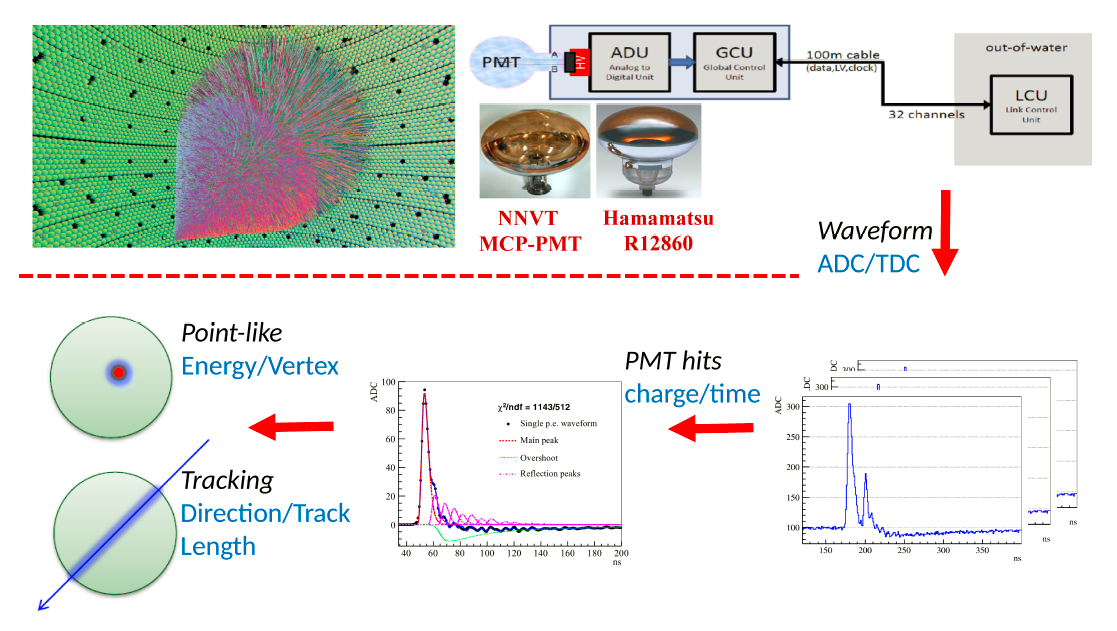 PMT
A
B
HV
ADU
Analog to
Digital Unit
GCU
Global Control
Unit
100m cable
(data,LV,clock)
32 channels
out-of-water
LCU
Link Control
Unit
NNVT
MCP-PMT
Hamamatsu
R12860
Waveform
ADC/TDC
Point-like
Energy/Vertex
Tracking
Direction/Track
Length
PMT hits
charge/time
ADC
100
80
60
40
20
0
χ²/ndf = 1143/512
Single p.e. waveform
Main peak
Overshoot
Reflection peaks
40 60 80 100 120 140 160 180 200
ns
DC
300
ns
DC
300
ns
ADC
300
250
200
150
100
150 200 250 300 350
ns